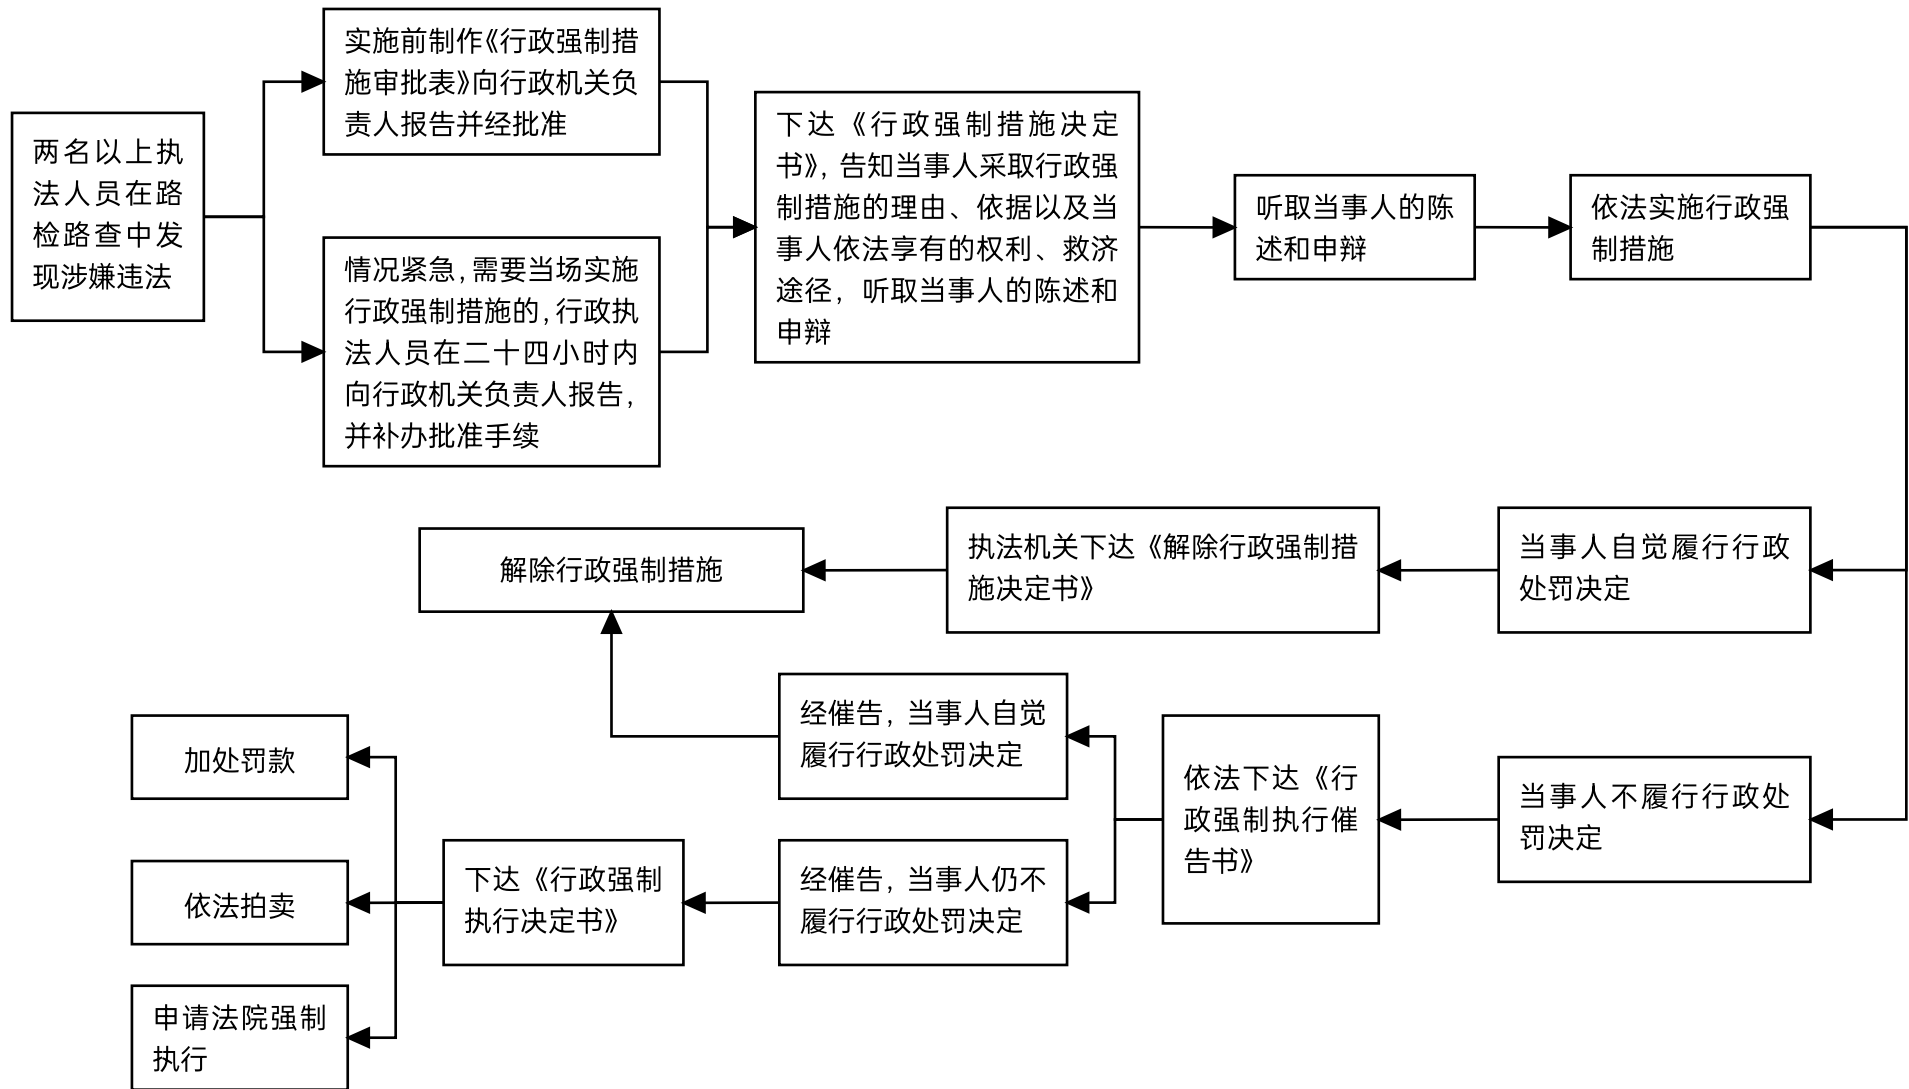 两名以上执
法人员在路
检路查中发
现涉嫌违法
实施前制作《行政强制措
施审批表》向行政机关负
责人报告并经批准
情况紧急,需要当场实施
行政强制措施的,行政执
法人员在二十四小时内
向行政机关负责人报告,
并补办批准手续
下达《行政强制措施决定
书》,告知当事人采取行政强
制措施的理由、依据以及当
事人依法享有的权利、救济
途径，听取当事人的陈述和
申辩
听取当事人的陈
述和申辩
依法实施行政强
制措施
当事人自觉履行行政
处罚决定
执法机关下达《解除行政强制措
施决定书》
解除行政强制措施
当事人不履行行政处
罚决定
依法下达《行
政强制执行催
告书》
经催告，当事人自觉
履行行政处罚决定
经催告，当事人仍不
履行行政处罚决定
下达《行政强制
执行决定书》
加处罚款
依法拍卖
申请法院强制
执行